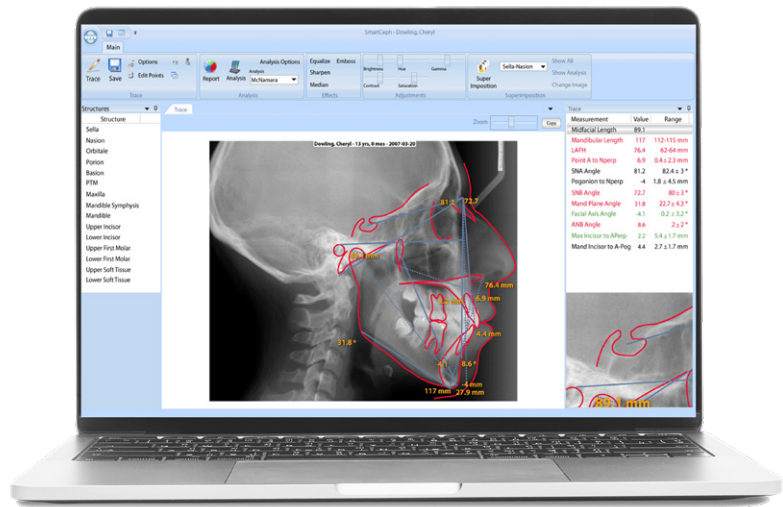 SmartCeph - Dowling, Cheryl
Main
Trace
Save
Options
Edit Points
Trace
Report
Analysis
Analysis Options
Analysis
McNamara
Analysis
Equalize Emboss
Sharpen
Median
Effects
Brightness Hue Gamma
Contrast Saturation
Adjustments
Super
Imposition
Sella-Nasion
Show All
Show Analysis
Change Image
Superimposition
Structures
Structure
Sella
Nasion
Orbitale
Porion
Basion
PTM
Maxilla
Mandible Symphysis
Mandible
Upper Incisor
Lower Incisor
Upper First Molar
Lower First Molar
Upper Soft Tissue
Lower Soft Tissue
Trace
Zoom
Copy
Dowling, Cheryl - 13 yrs, 0 mos - 2007-03-20
81.2 72.7
76.4 mm
6.9 mm
4.4 mm
31.8 °
-4.1
8.6 °
-4 mm
117 mm
27.9 mm
Trace
Measurement Value Range
Midfacial Length 89.1
Mandibular Length 117 112-115 mm
LAFH 76.4 62-64 mm
Point A to Nperp 6.9 0.4 ± 2.3 mm
SNA Angle 81.2 82.4 ± 3 °
Pogonion to Nperp -4 1.8 ± 4.5 mm
SNB Angle 72.7 80 ± 3 °
Mand Plane Angle 31.8 22.7 ± 4.3 °
Facial Axis Angle -4.1 0.2 ± 3.2 °
ANB Angle 8.6 2 ± 2 °
Max Incisor to APerp 2.2 5.4 ± 1.7 mm
Mand Incisor to A-Pog 4.4 2.7 ± 1.7 mm
89.1 mm